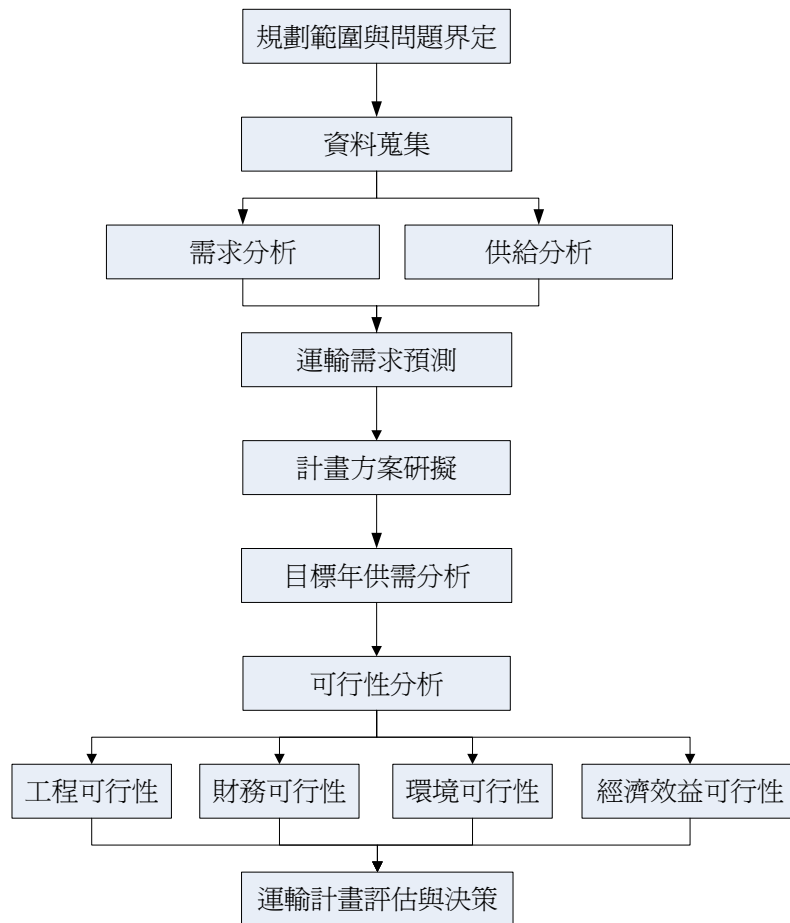 規劃範圍與問題界定
資料蒐集
需求分析
供給分析
運輸需求預測
計畫方案研擬
目標年供需分析
可行性分析
工程可行性
財務可行性
環境可行性
經濟效益可行性
運輸計畫評估與決策